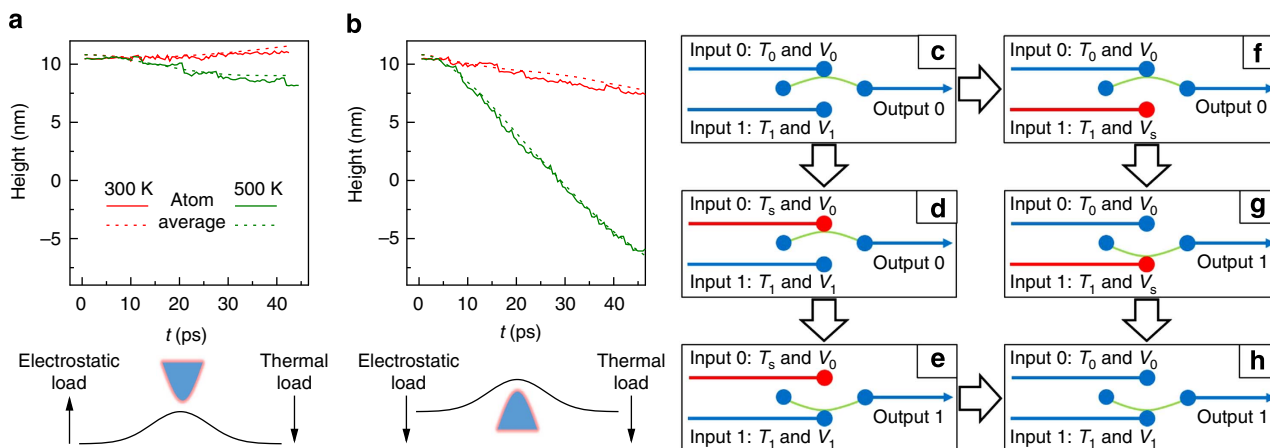 a
Height (nm)
10
5
0
−5
300 K Atom 500 K
average
0 10 20 30 40
t (ps)
Electrostatic load
Thermal load
b
Height (nm)
10
5
0
−5
0 10 20 30 40
t (ps)
Electrostatic load
Thermal load
Input 0: T0 and V0
c
Output 0
Input 1: T1 and V1
Input 0: T0 and V0
f
Output 0
Input 1: T1 and Vs
Input 0: Ts and V0
d
Output 0
Input 1: T1 and V1
Input 0: T0 and V0
g
Output 1
Input 1: T1 and Vs
Input 0: Ts and V0
e
Output 1
Input 1: T1 and V1
Input 0: T0 and V0
h
Output 1
Input 1: T1 and V1